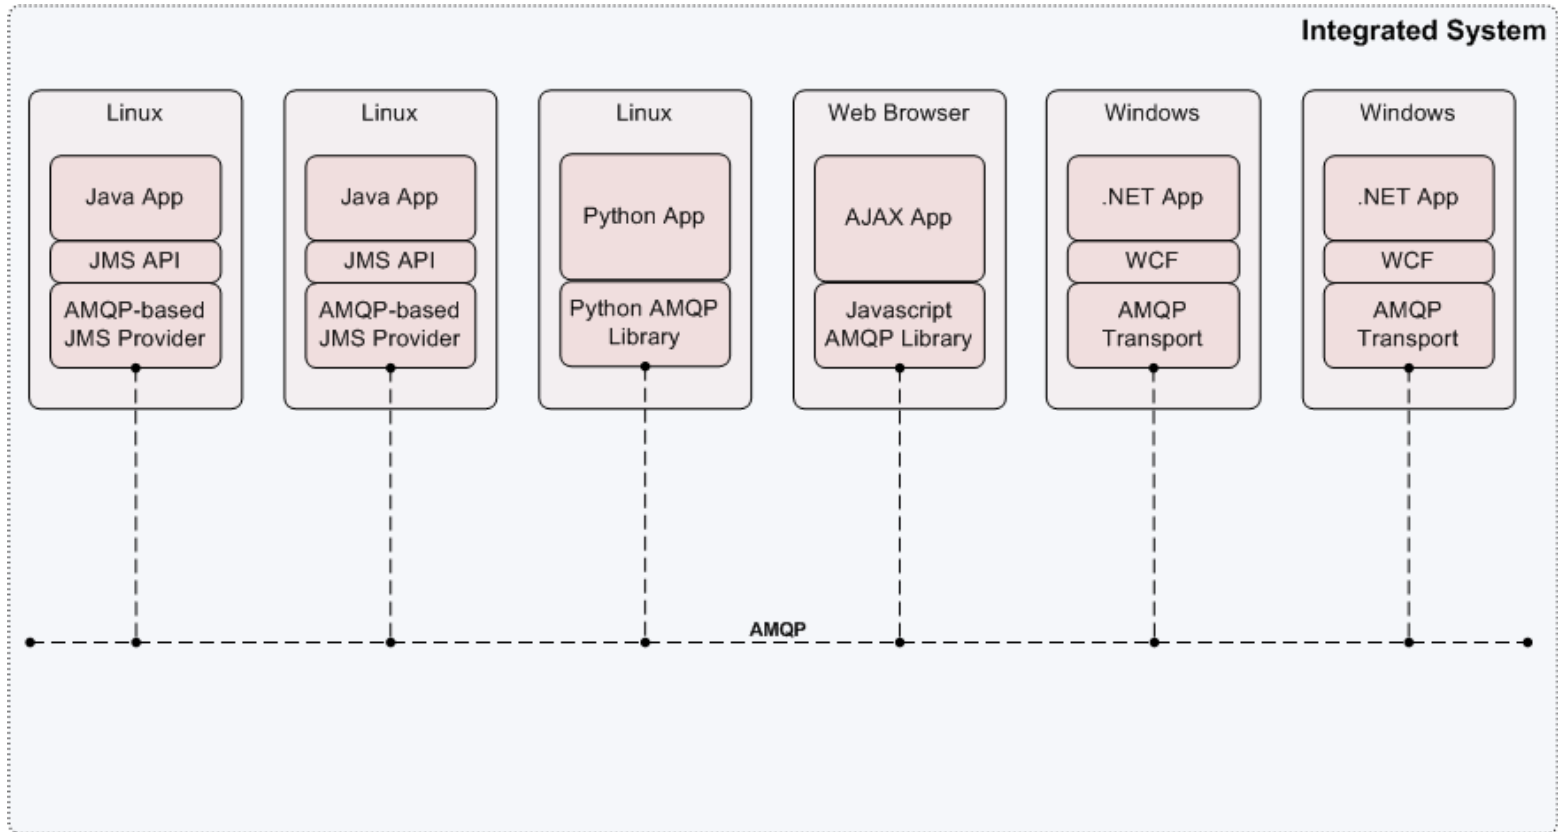 Integrated System
Linux
Java App
JMS API
AMQP-based
JMS Provider
Linux
Java App
JMS API
AMQP-based
JMS Provider
Linux
Python App
Python AMQP
Library
Web Browser
AJAX App
Javascript
AMQP Library
Windows
.NET App
WCF
AMQP
Transport
Windows
.NET App
WCF
AMQP
Transport
AMQP